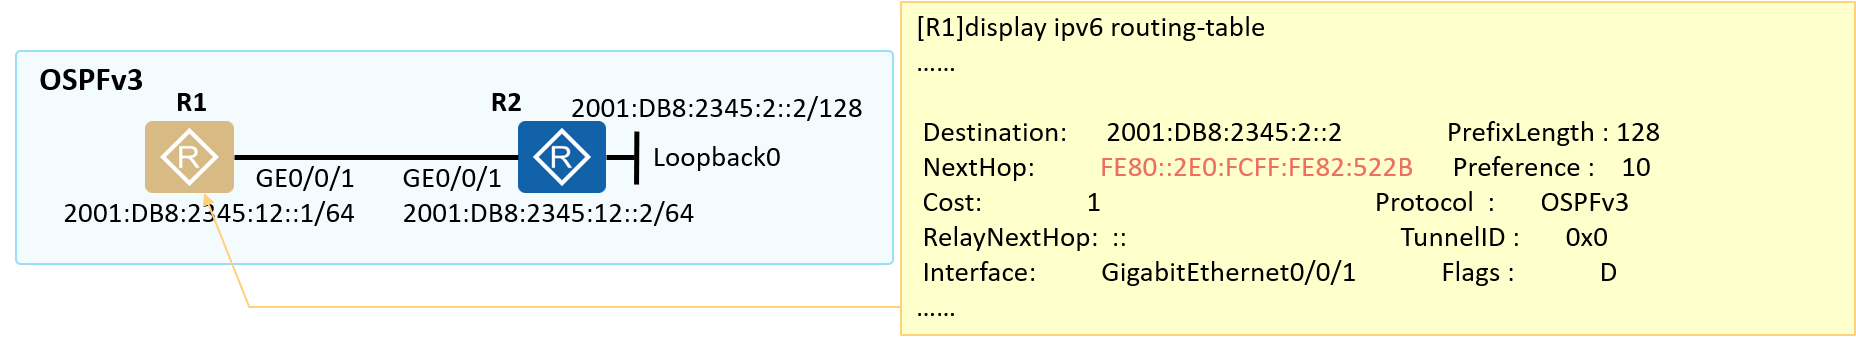 OSPFv3
R1
R2
2001:DB8:2345:2::2/128
R
R
Loopback0
GE0/0/1
GE0/0/1
2001:DB8:2345:12::1/64
2001:DB8:2345:12::2/64
[R1]display ipv6 routing-table
......
Destination: 2001:DB8:2345:2::2 PrefixLength : 128
NextHop: FE80::2E0:FCFF:FE82:522B Preference : 10
Cost: 1 Protocol : OSPFv3
RelayNextHop: :: TunnelID : 0x0
Interface: GigabitEthernet0/0/1 Flags : D
......